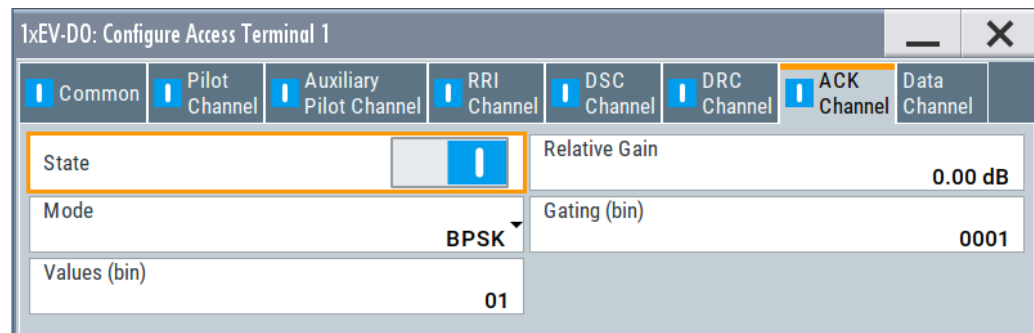 1xEV-DO: Configure Access Terminal 1
Common
Pilot
Channel
Auxiliary
Pilot Channel
RRI
Channel
DSC
Channel
DRC
Channel
ACK
Channel
Data
Channel
State
Relative Gain
0.00 dB
Mode
BPSK
Gating (bin)
0001
Values (bin)
01